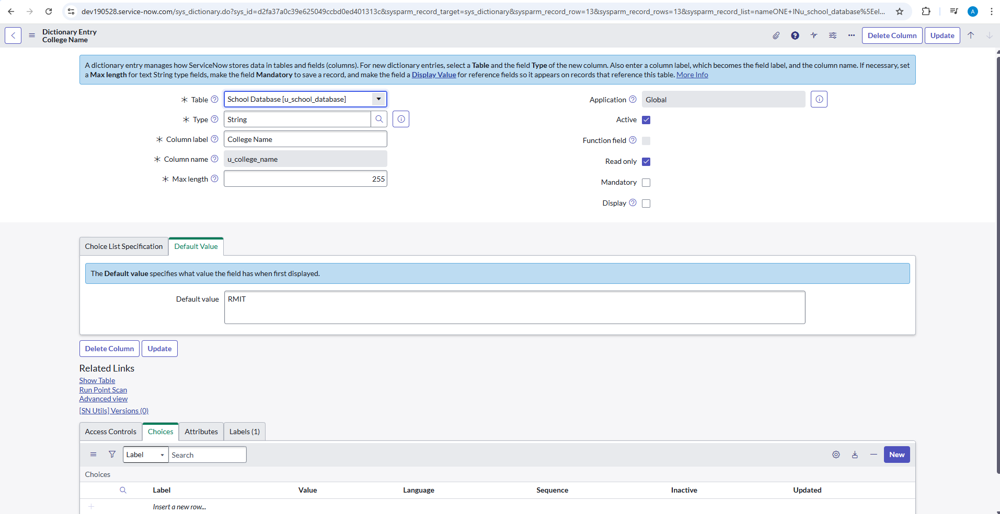 dev190528.service-now.com/sys_dictionary.do?sys_id=d2fa37a0c39e625049ccbd0ed401313c&sysparm_record_target=sys_dictionary&sysparm_record_row=13&sysparm_record_rows=13&sysparm_record_list=nameONE+INu_school_database%5Eel...
A
Dictionary Entry
College Name
Delete Column
Update
A dictionary entry manages how ServiceNow stores data in tables and fields (columns). For new dictionary entries, select a Table and the field Type of the new column. Also enter a column label, which becomes the field label, and the column name. If necessary, set
a Max length for text String type fields, make the field Mandatory to save a record, and make the field a Display Value for reference fields so it appears on records that reference this table. More Info
Table School Database [u_school_database]
Application Global
Type String
Active
Column label College Name
Function field
Column name u_college_name
Read only
Max length 255
Mandatory
Display
Choice List Specification Default Value
The Default value specifies what value the field has when first displayed.
Default value RMIT
Delete Column Update
Related Links
Show Table
Run Point Scan
Advanced view
[SN Utils] Versions (0)
Access Controls Choices Attributes Labels (1)
Label Search New
Choices
Label Value Language Sequence Inactive Updated
Insert a new row...